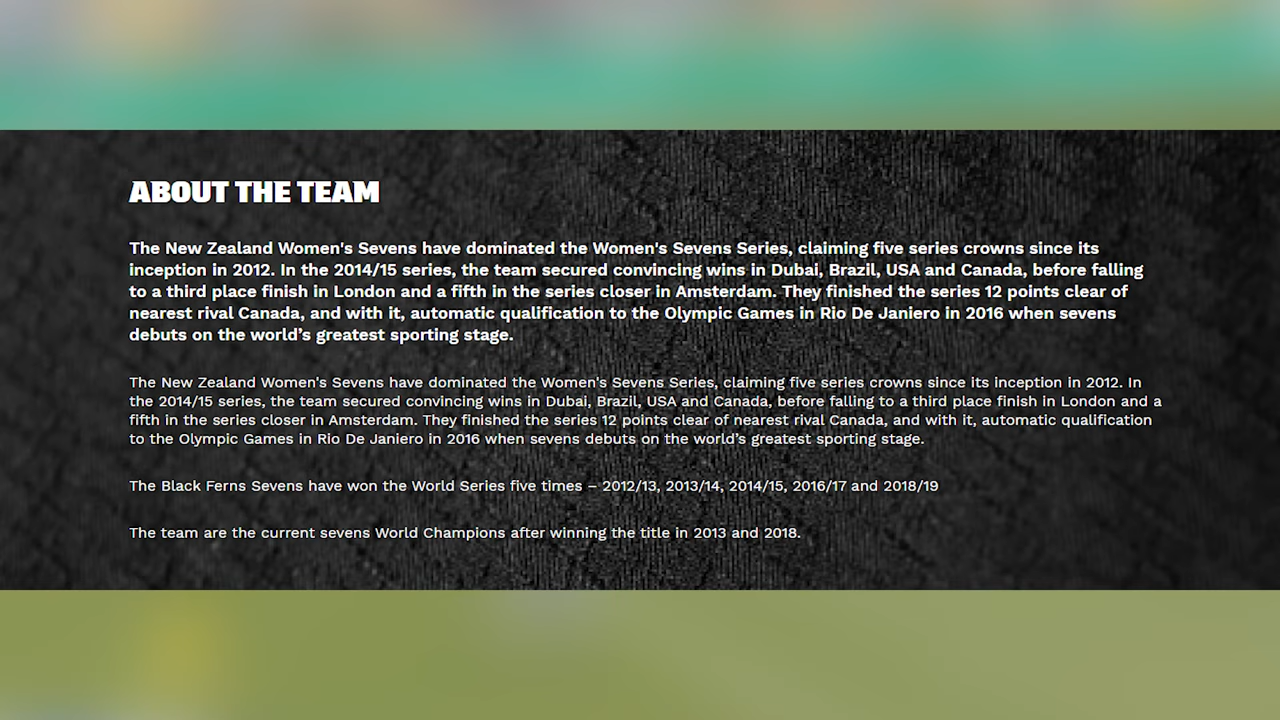 ABOUT THE TEAM
The New Zealand Women's Sevens have dominated the Women's Sevens Series, claiming five series crowns since its
inception in 2012. In the 2014/15 series, the team secured convincing wins in Dubai, Brazil, USA and Canada, before falling
to a third place finish in London and a fifth in the series closer in Amsterdam. They finished the series 12 points clear of
nearest rival Canada, and with it, automatic qualification to the Olympic Games in Rio De Janiero in 2016 when sevens
debuts on the world’s greatest sporting stage.
The New Zealand Women's Sevens have dominated the Women's Sevens Series, claiming five series crowns since its inception in 2012. In
the 2014/15 series, the team secured convincing wins in Dubai, Brazil, USA and Canada, before falling to a third place finish in London and a
fifth in the series closer in Amsterdam. They finished the series 12 points clear of nearest rival Canada, and with it, automatic qualification
to the Olympic Games in Rio De Janiero in 2016 when sevens debuts on the world’s greatest sporting stage.
The Black Ferns Sevens have won the World Series five times – 2012/13, 2013/14, 2014/15, 2016/17 and 2018/19
The team are the current sevens World Champions after winning the title in 2013 and 2018.